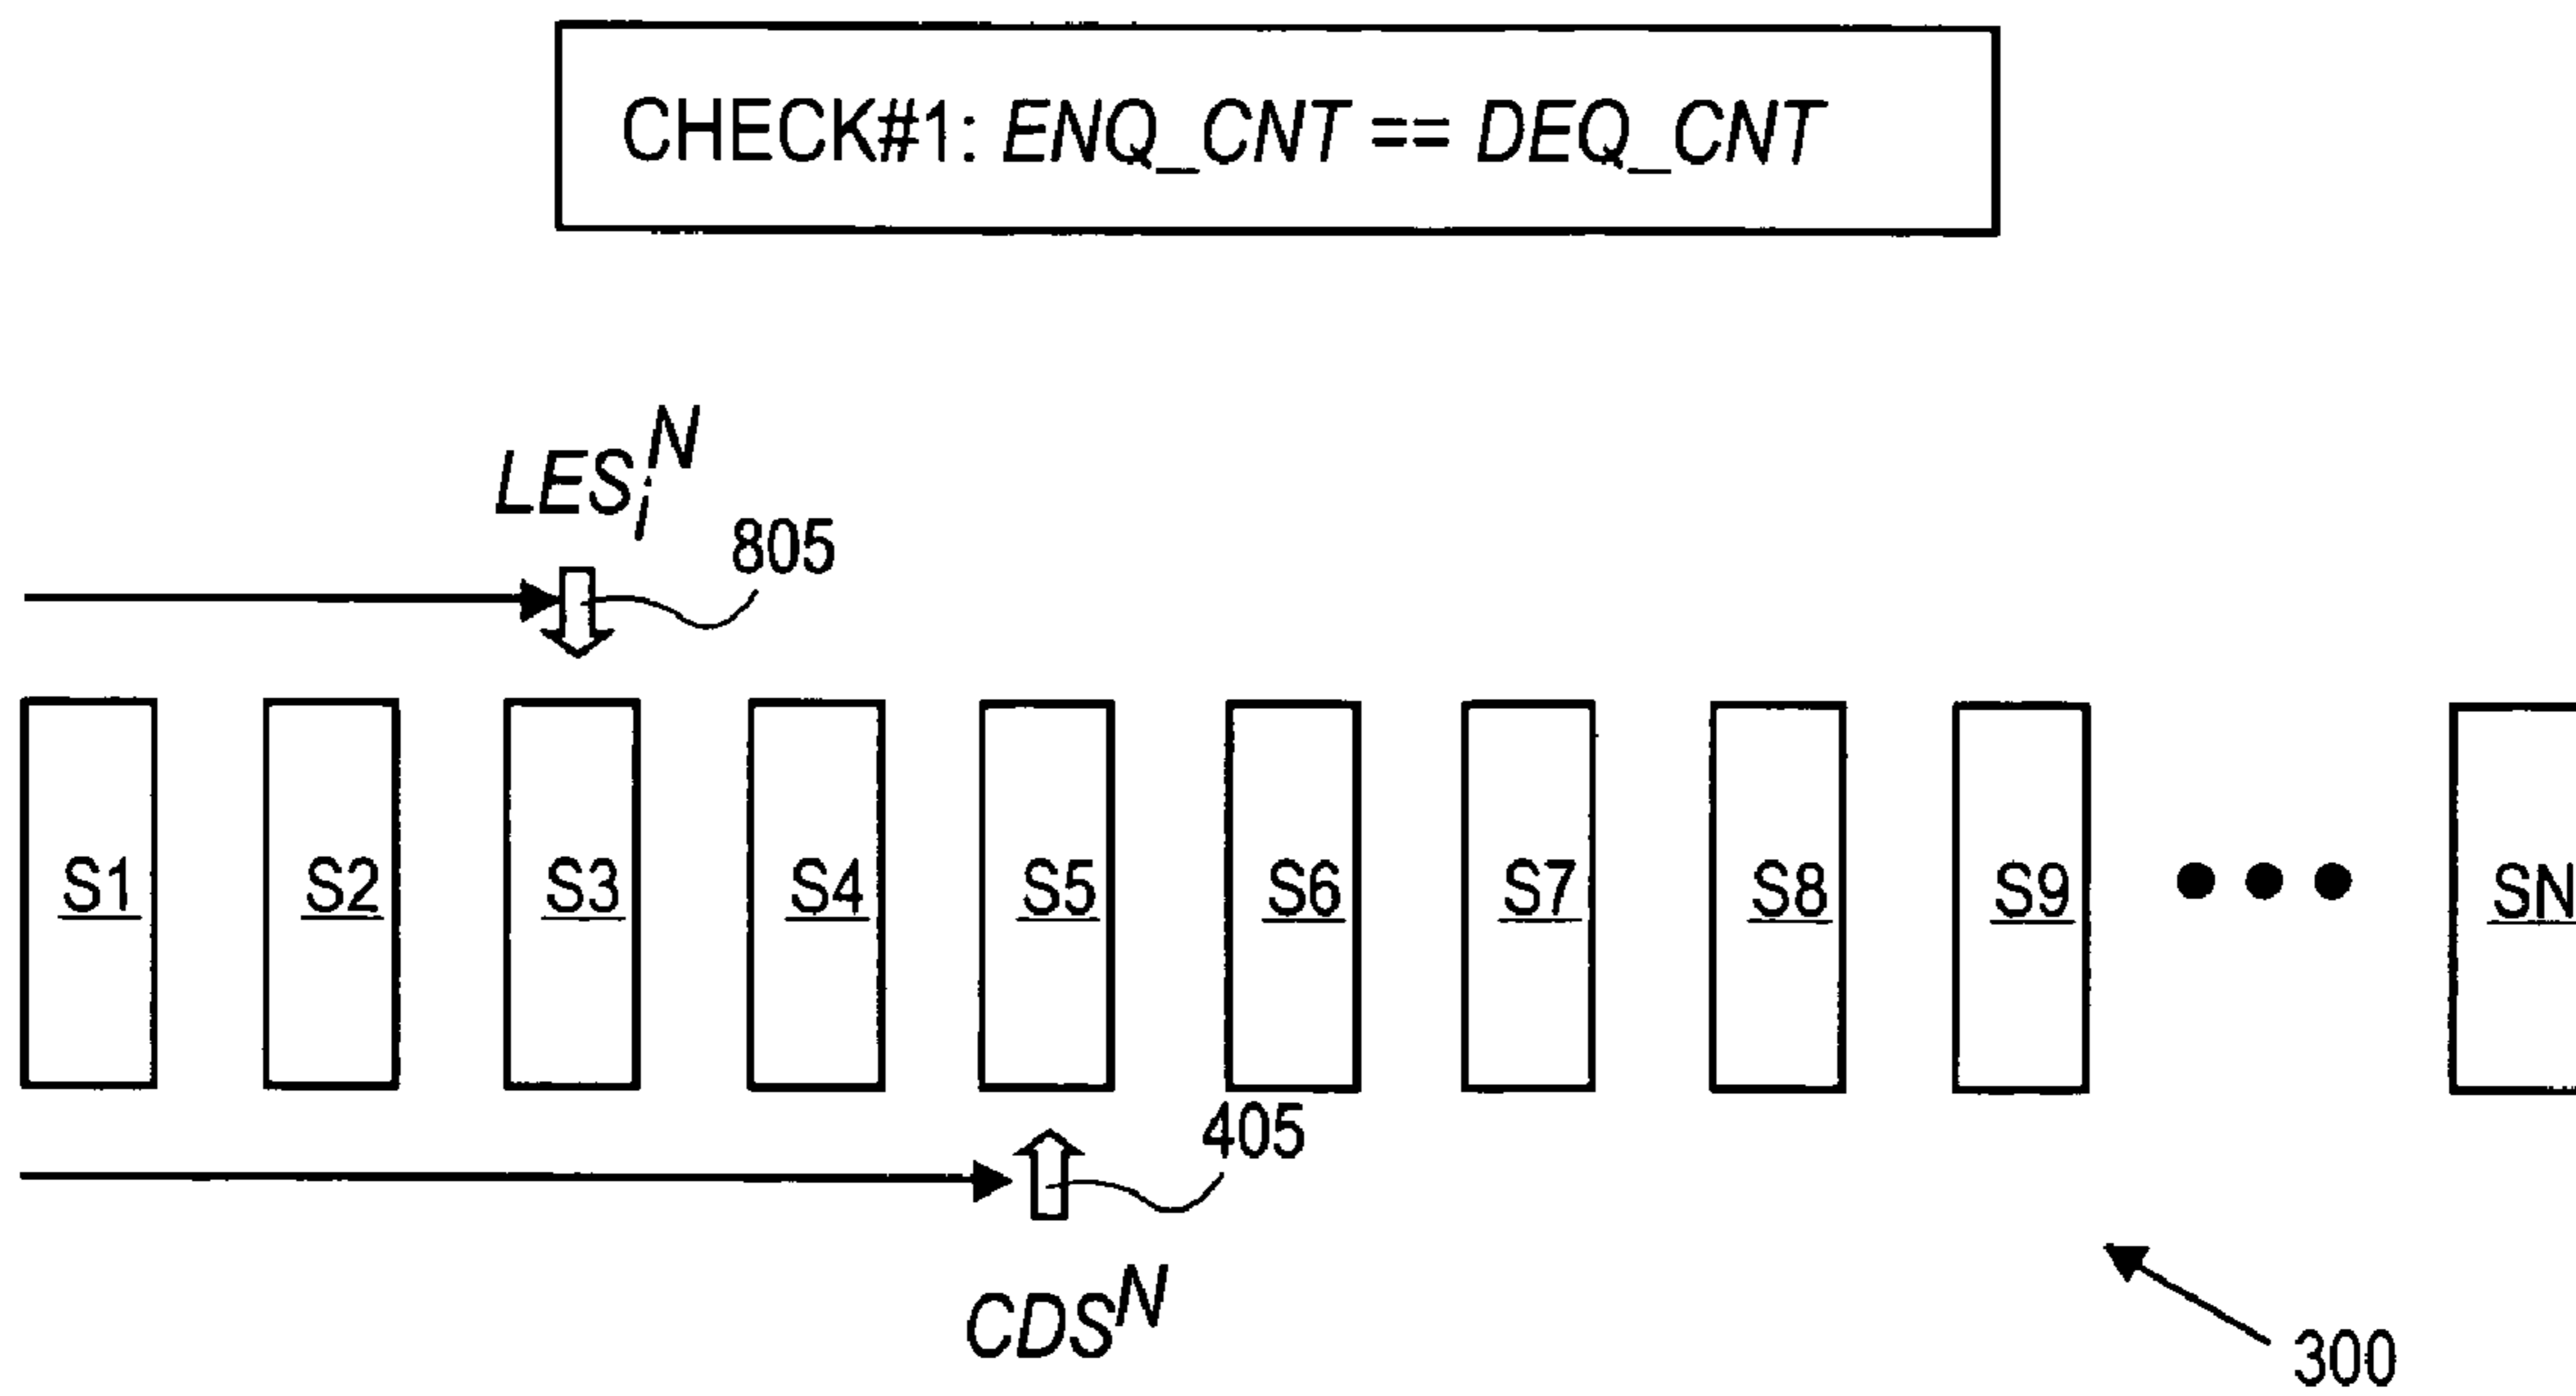 CHECK#1: ENQ_CNT == DEQ_CNT
LES_i^N
805
S1 S2 S3 S4 S5 S6 S7 S8 S9 ••• SN
405
CDS^N
300